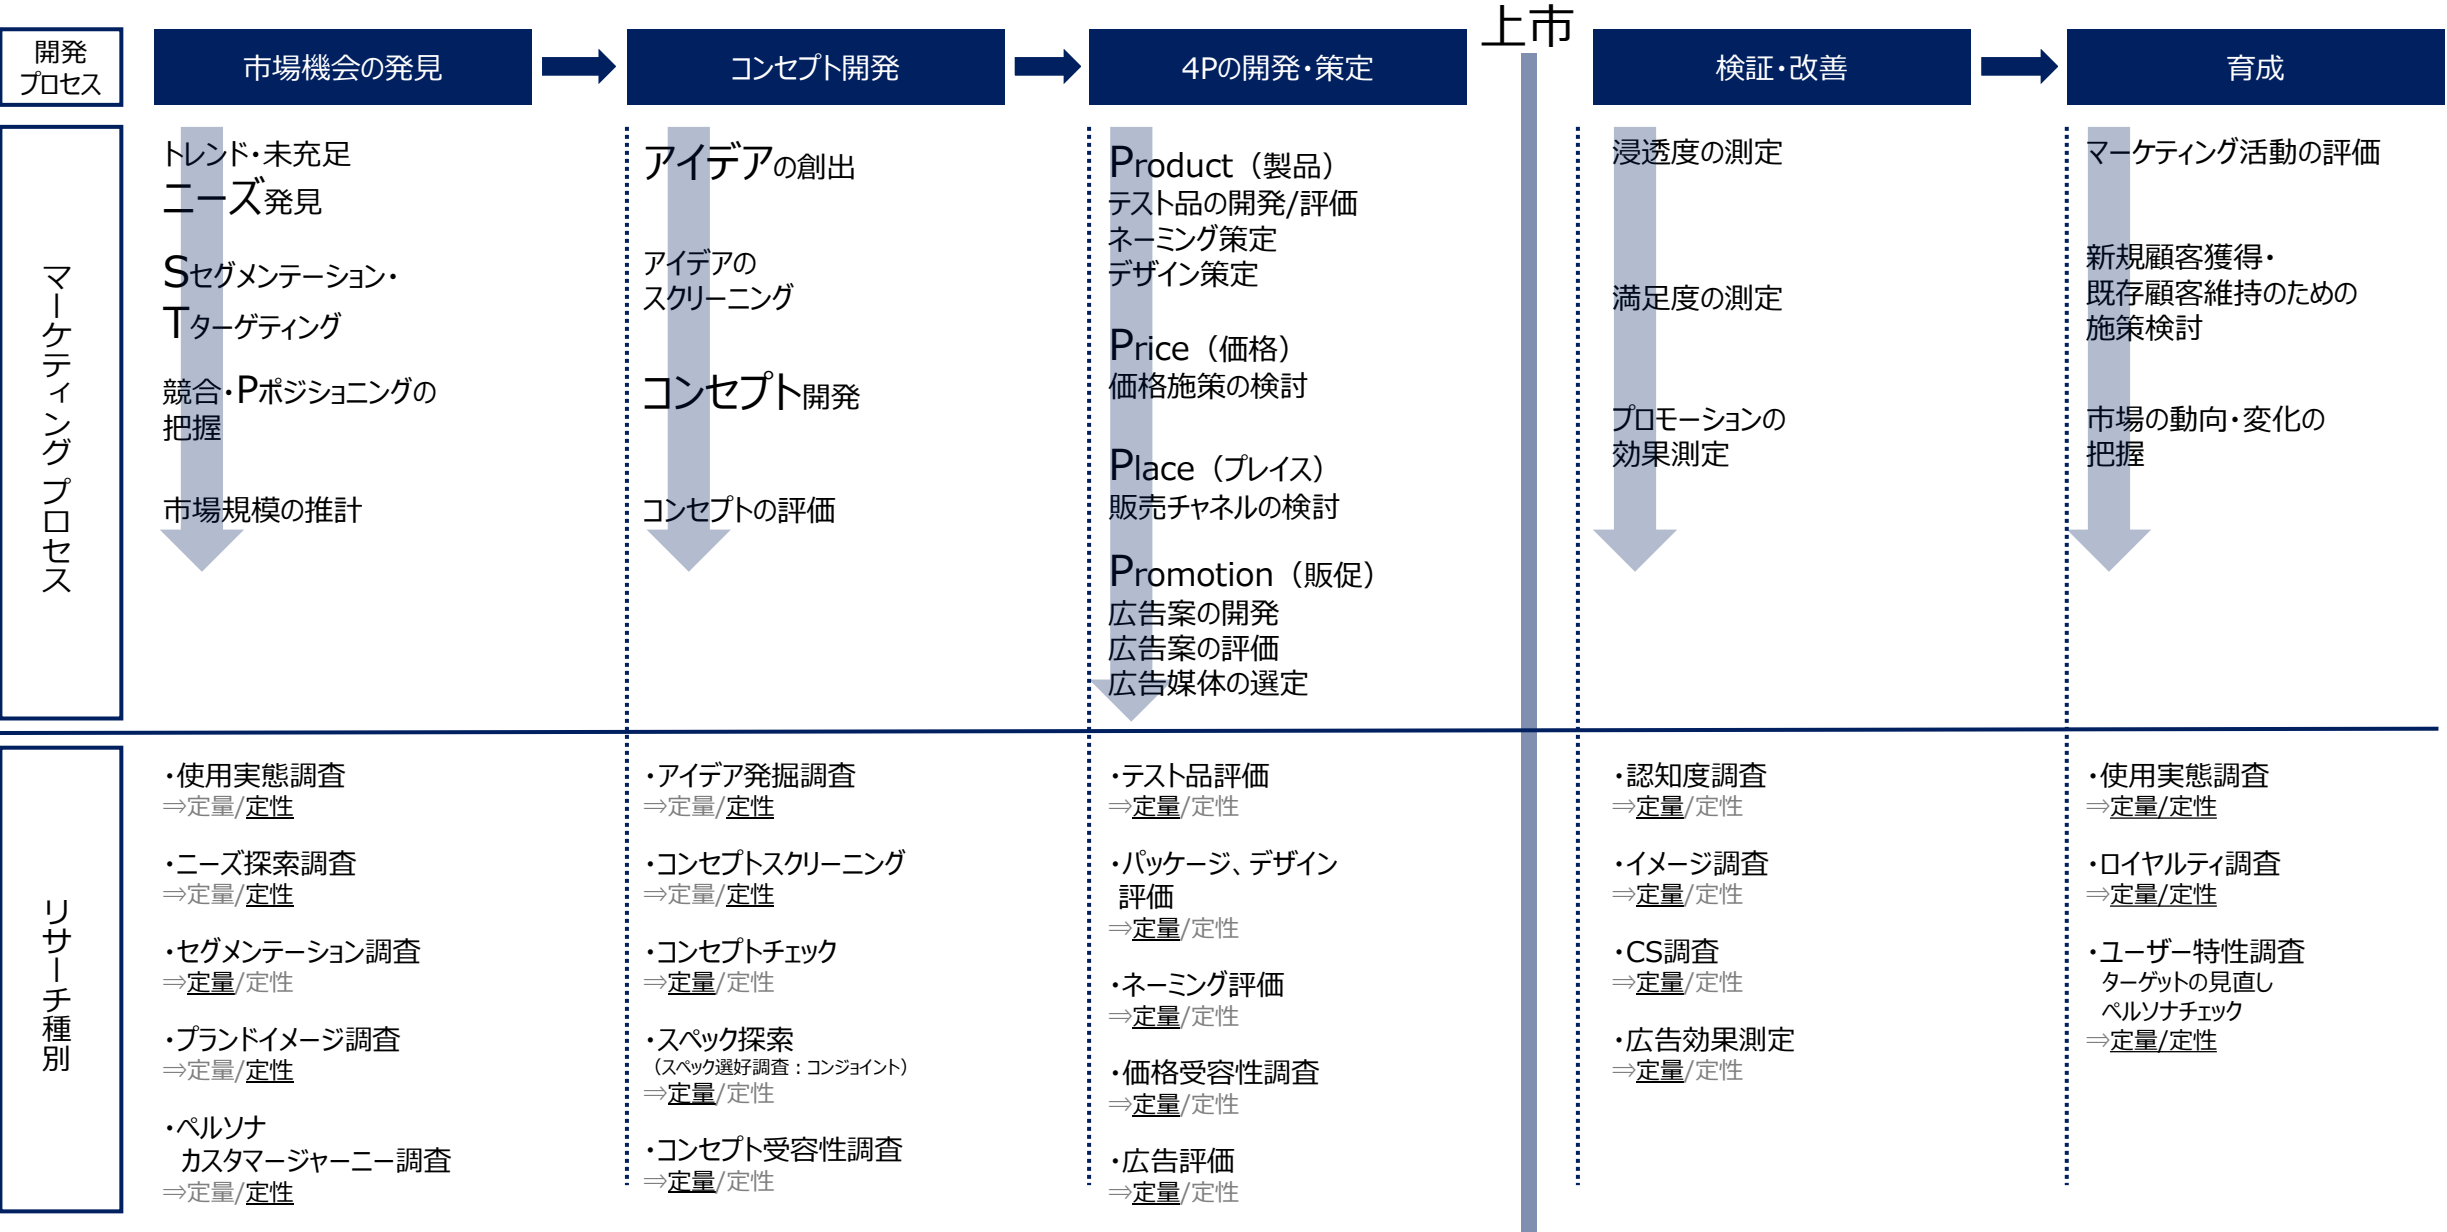 上市
開発
プロセス
市場機会の発見
コンセプト開発
4Pの開発・策定
検証・改善
育成
マーケティングプロセス
トレンド・未充足
ニーズ発見
Sセグメンテーション・
Tターゲティング
競合・Pポジショニングの
把握
市場規模の推計
アイデアの創出
アイデアの
スクリーニング
コンセプト開発
コンセプトの評価
Product（製品）
テスト品の開発/評価
ネーミング策定
デザイン策定
Price（価格）
価格施策の検討
Place（プレイス）
販売チャネルの検討
Promotion（販促）
広告案の開発
広告案の評価
広告媒体の選定
浸透度の測定
満足度の測定
プロモーションの
効果測定
マーケティング活動の評価
新規顧客獲得・
既存顧客維持のための
施策検討
市場の動向・変化の
把握
リサーチ種別
・使用実態調査
⇒定量/定性
・ニーズ探索調査
⇒定量/定性
・セグメンテーション調査
⇒定量/定性
・ブランドイメージ調査
⇒定量/定性
・ペルソナ
カスタマージャーニー調査
⇒定量/定性
・アイデア発掘調査
⇒定量/定性
・コンセプトスクリーニング
⇒定量/定性
・コンセプトチェック
⇒定量/定性
・スペック探索
（スペック選好調査：コンジョイント）
⇒定量/定性
・コンセプト受容性調査
⇒定量/定性
・テスト品評価
⇒定量/定性
・パッケージ、デザイン
評価
⇒定量/定性
・ネーミング評価
⇒定量/定性
・価格受容性調査
⇒定量/定性
・広告評価
⇒定量/定性
・認知度調査
⇒定量/定性
・イメージ調査
⇒定量/定性
・CS調査
⇒定量/定性
・広告効果測定
⇒定量/定性
・使用実態調査
⇒定量/定性
・ロイヤルティ調査
⇒定量/定性
・ユーザー特性調査
ターゲットの見直し
ペルソナチェック
⇒定量/定性